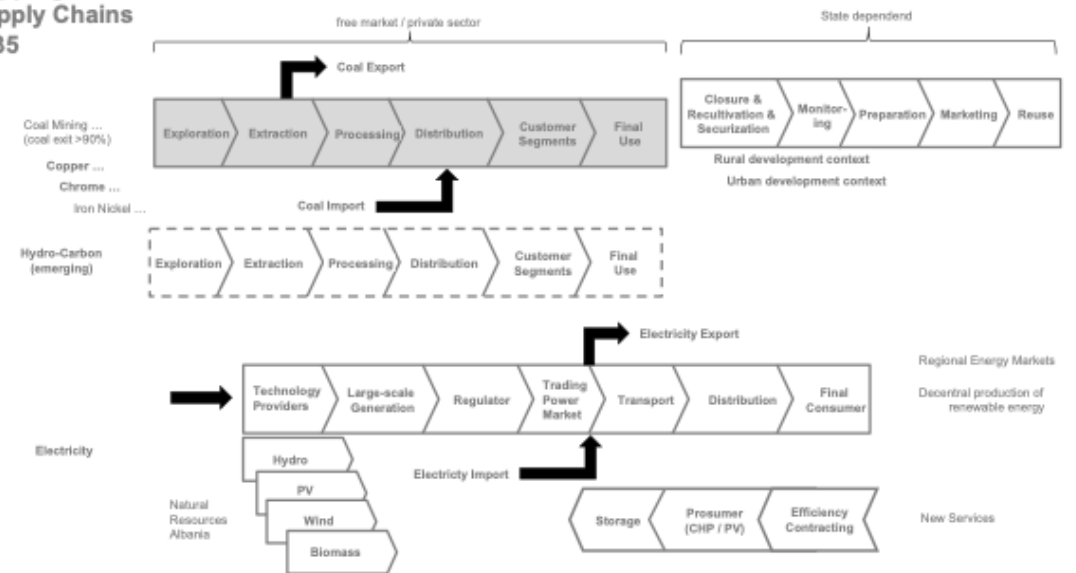 pply Chains
35
free market / private sector
State dependend
Coal Export
Coal Mining ...
(coal exit >90%)
Copper ...
Chrome ...
Iron Nickel ...
Exploration
Extraction
Processing
Distribution
Customer
Segments
Final
Use
Closure &
Recultivation &
Securization
Monitor-
ing
Preparation
Marketing
Reuse
Rural development context
Urban development context
Coal Import
Hydro-Carbon
(emerging)
Exploration
Extraction
Processing
Distribution
Customer
Segments
Final
Use
Electricity Export
Technology
Providers
Large-scale
Generation
Regulator
Trading
Power
Market
Transport
Distribution
Final
Consumer
Regional Energy Markets
Decentral production of
renewable energy
Electricity
Hydro
PV
Wind
Biomass
Natural
Resources
Albania
Electricty Import
Storage
Prosumer
(CHP / PV)
Efficiency
Contracting
New Services